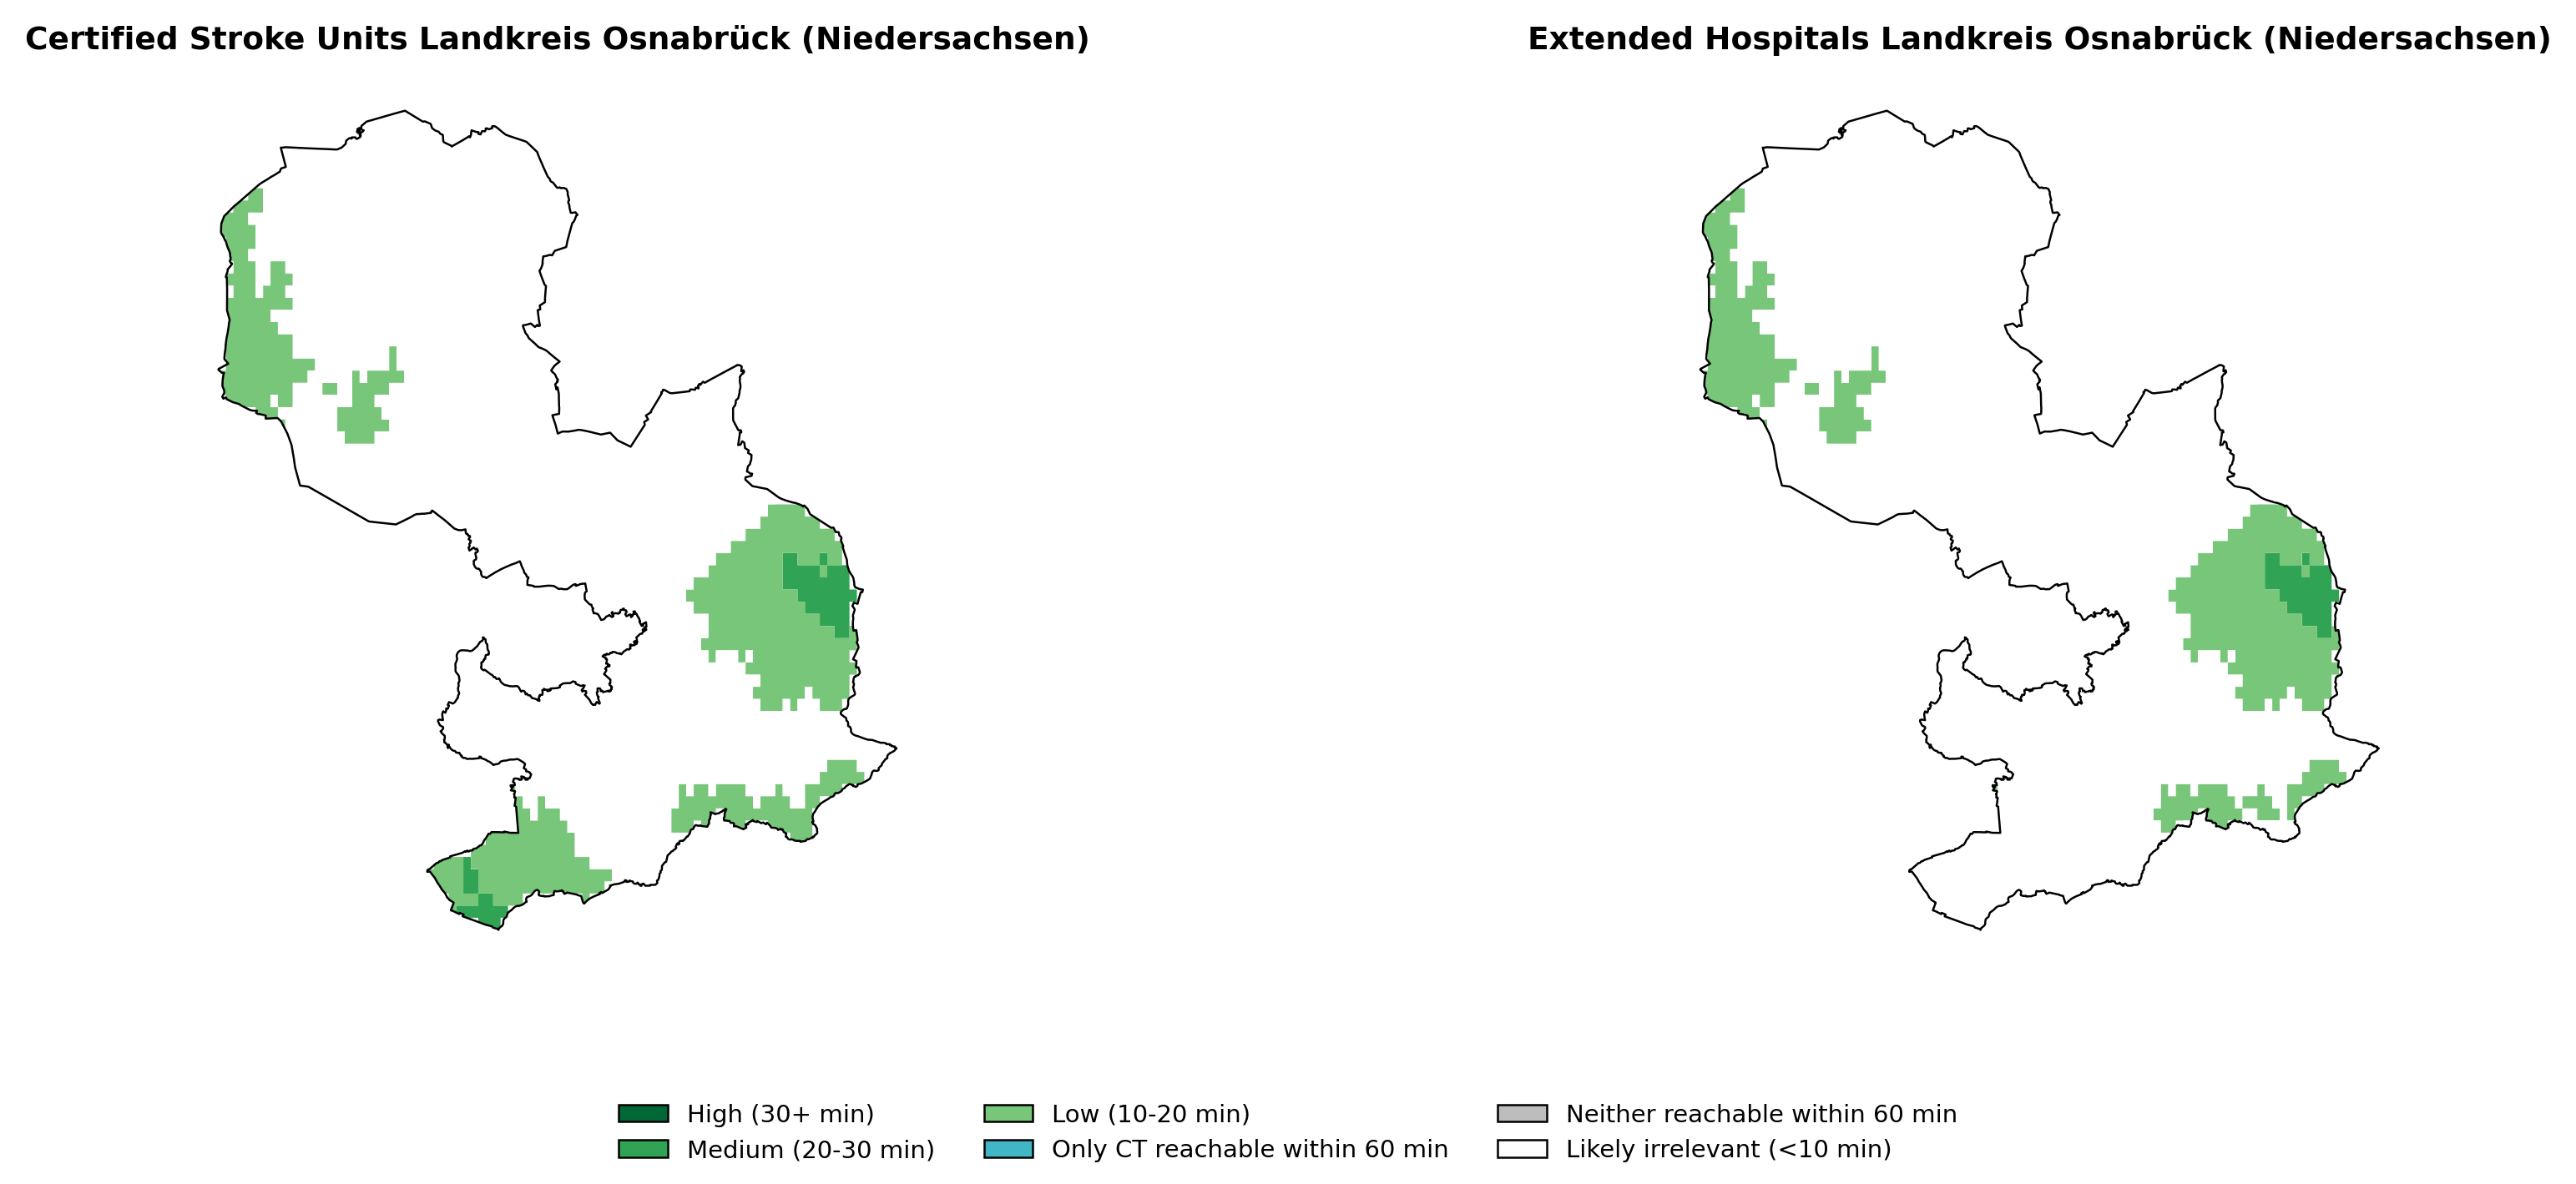 Certified Stroke Units Landkreis Osnabrück (Niedersachsen)
Extended Hospitals Landkreis Osnabrück (Niedersachsen)
High (30+ min)
Medium (20-30 min)
Low (10-20 min)
Only CT reachable within 60 min
Neither reachable within 60 min
Likely irrelevant (<10 min)